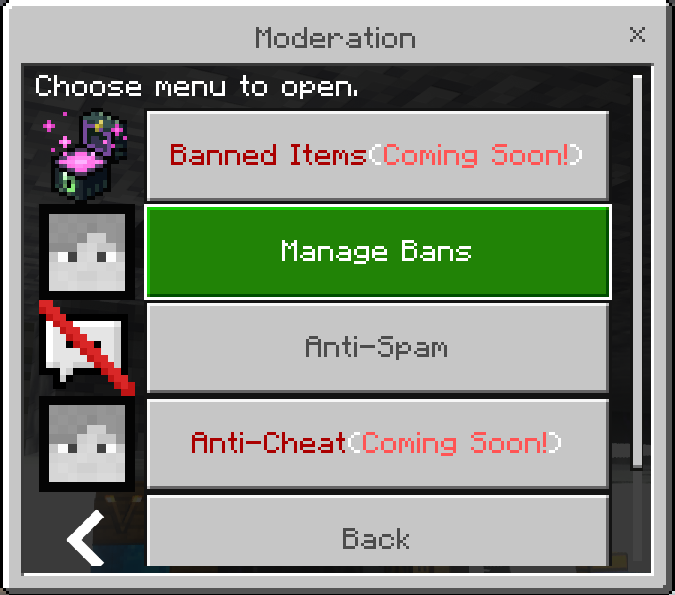 Moderation
Choose menu to open.
Banned Items(Coming Soon!)
Manage Bans
Anti-Spam
Anti-Cheat(Coming Soon!)
Back